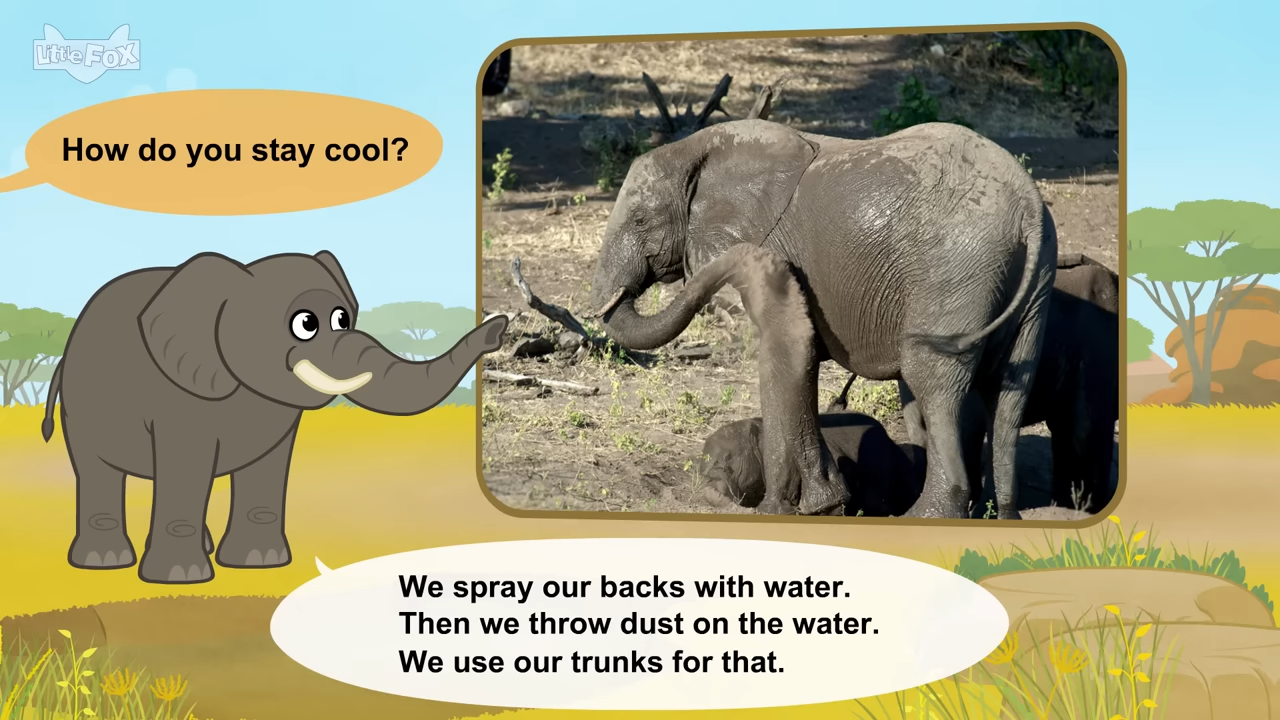 Little Fox
How do you stay cool?
We spray our backs with water.
Then we throw dust on the water.
We use our trunks for that.